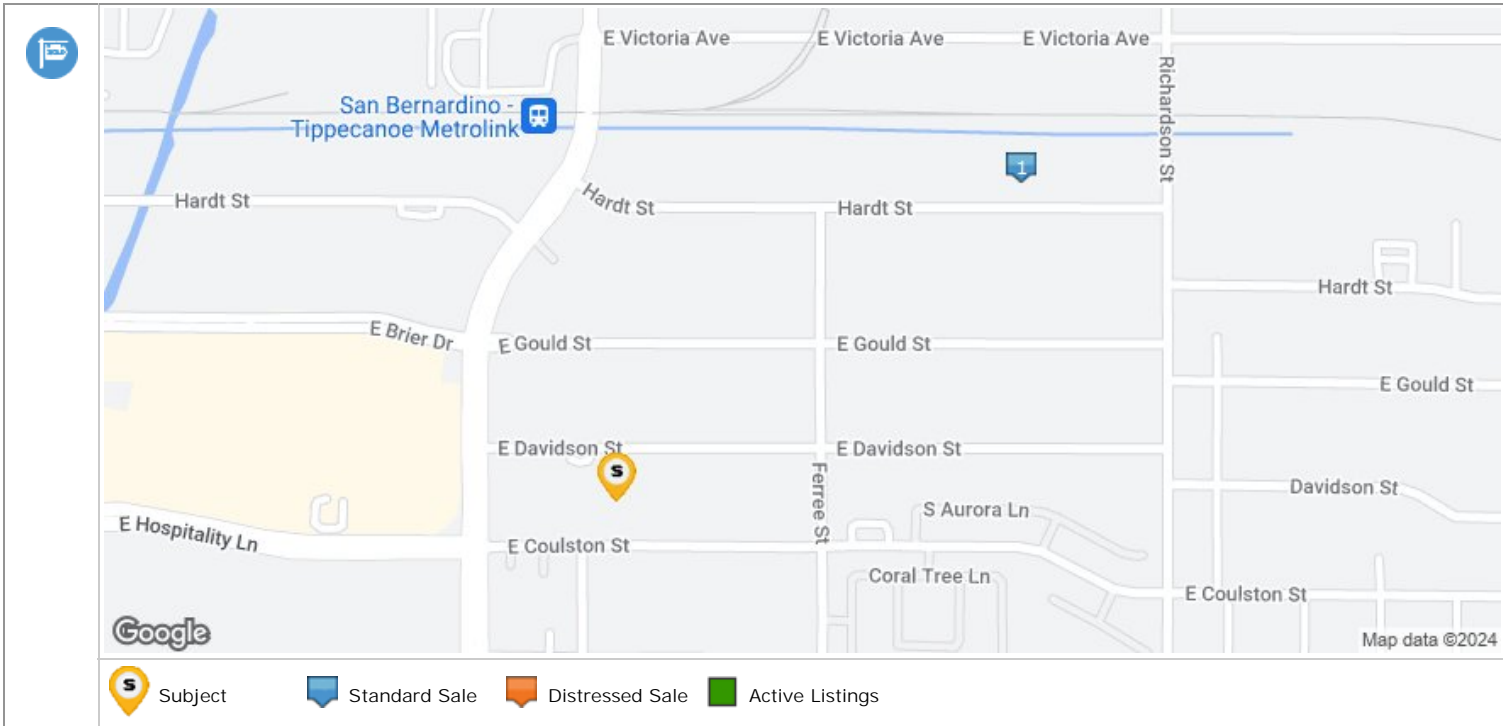 E Victoria Ave E Victoria Ave E Victoria Ave
Richardson St
San Bernardino -
Tippecanoe Metrolink
1
Hardt St Hardt St Hardt St
Hardt St
E Brier Dr E Gould St E Gould St
E Gould St
E Davidson St E Davidson St
S
Ferree St
Davidson St
S Aurora Ln
E Hospitality Ln
E Coulston St
Coral Tree Ln
E Coulston St
Google
Map data ©2024
S Subject Standard Sale Distressed Sale Active Listings